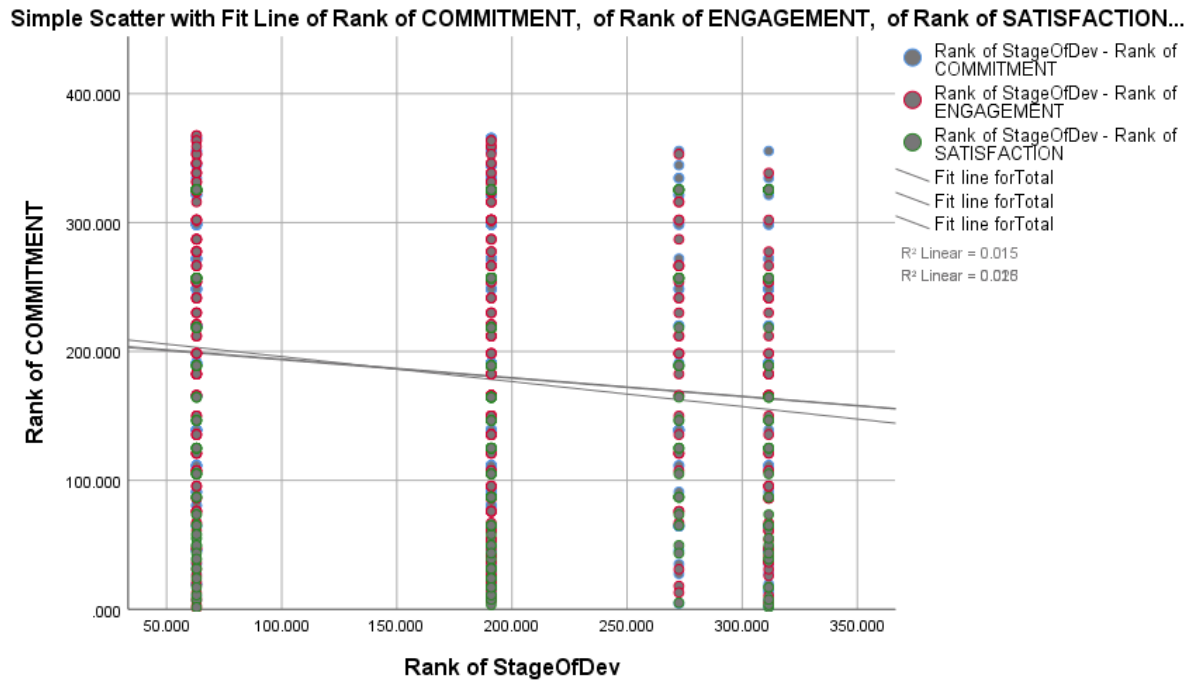 Simple Scatter with Fit Line of Rank of COMMITMENT,  of Rank of ENGAGEMENT,  of Rank of SATISFACTION...
Rank of COMMITMENT
400.000
300.000
200.000
100.000
.000
50.000
100.000
150.000
200.000
250.000
300.000
350.000
Rank of StageOfDev
Rank of StageOfDev - Rank of
COMMITMENT
Rank of StageOfDev - Rank of
ENGAGEMENT
Rank of StageOfDev - Rank of
SATISFACTION
Fit line forTotal
Fit line forTotal
Fit line forTotal
R² Linear = 0.015
R² Linear =